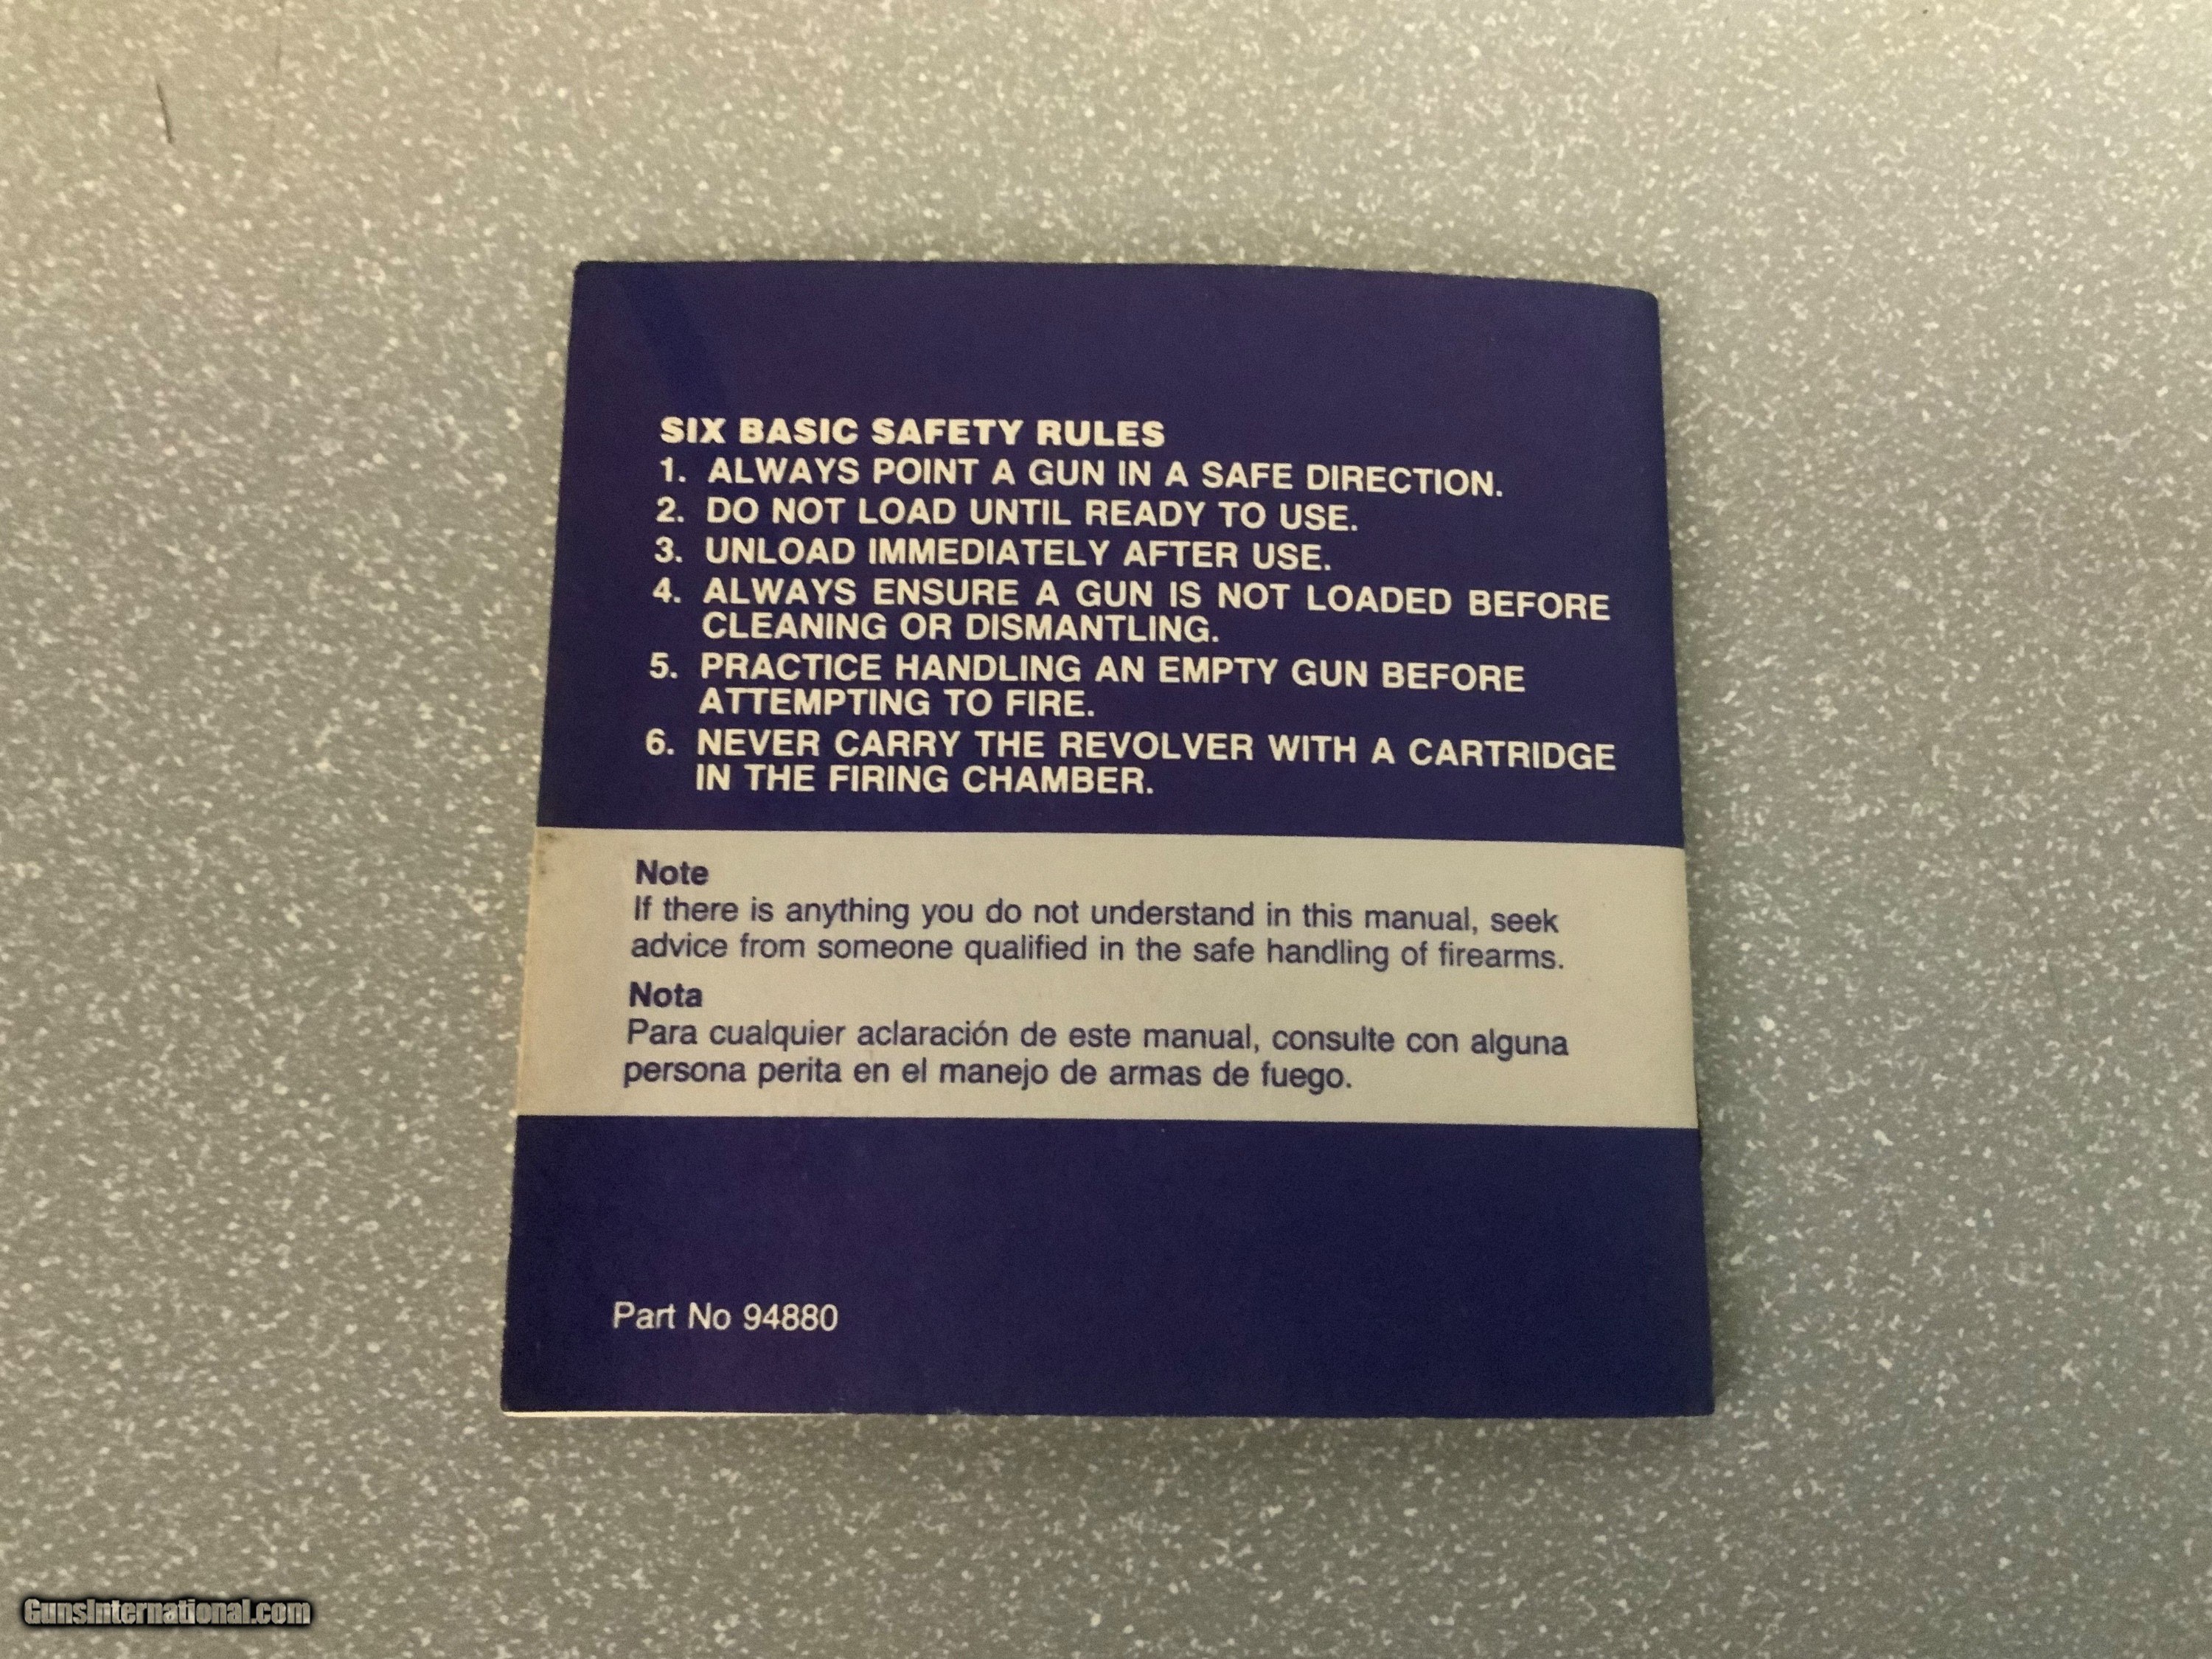 SIX BASIC SAFETY RULES
1. ALWAYS POINT A GUN IN A SAFE DIRECTION.
2. DO NOT LOAD UNTIL READY TO USE.
3. UNLOAD IMMEDIATELY AFTER USE.
4. ALWAYS ENSURE A GUN IS NOT LOADED BEFORE
CLEANING OR DISMANTLING.
5. PRACTICE HANDLING AN EMPTY GUN BEFORE
ATTEMPTING TO FIRE.
6. NEVER CARRY THE REVOLVER WITH A CARTRIDGE
IN THE FIRING CHAMBER.
Note
If there is anything you do not understand in this manual, seek
advice from someone qualified in the safe handling of firearms.
Nota
Para cualquier aclaración de este manual, consulte con alguna
persona perita en el manejo de armas de fuego.
Part No 94880
GunsInternational.com